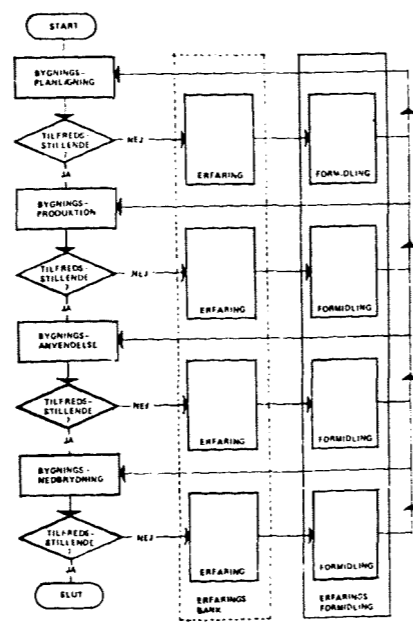 START
BYGNINGS-
PLANLÆGNING
TILFREDS-
STILLENDE
?
NEJ
ERFARING
FORMIDLING
JA
BYGNINGS-
PRODUKTION
TILFREDS-
STILLENDE
?
NEJ
ERFARING
FORMIDLING
JA
BYGNINGS-
ANVENDELSE
TILFREDS-
STILLENDE
?
NEJ
ERFARING
FORMIDLING
JA
BYGNINGS-
NEDBRYDNING
TILFREDS-
STILLENDE
?
NEJ
ERFARING
FORMIDLING
JA
SLUT
ERFARINGS
BANK
ERFARINGS
FORMIDLING